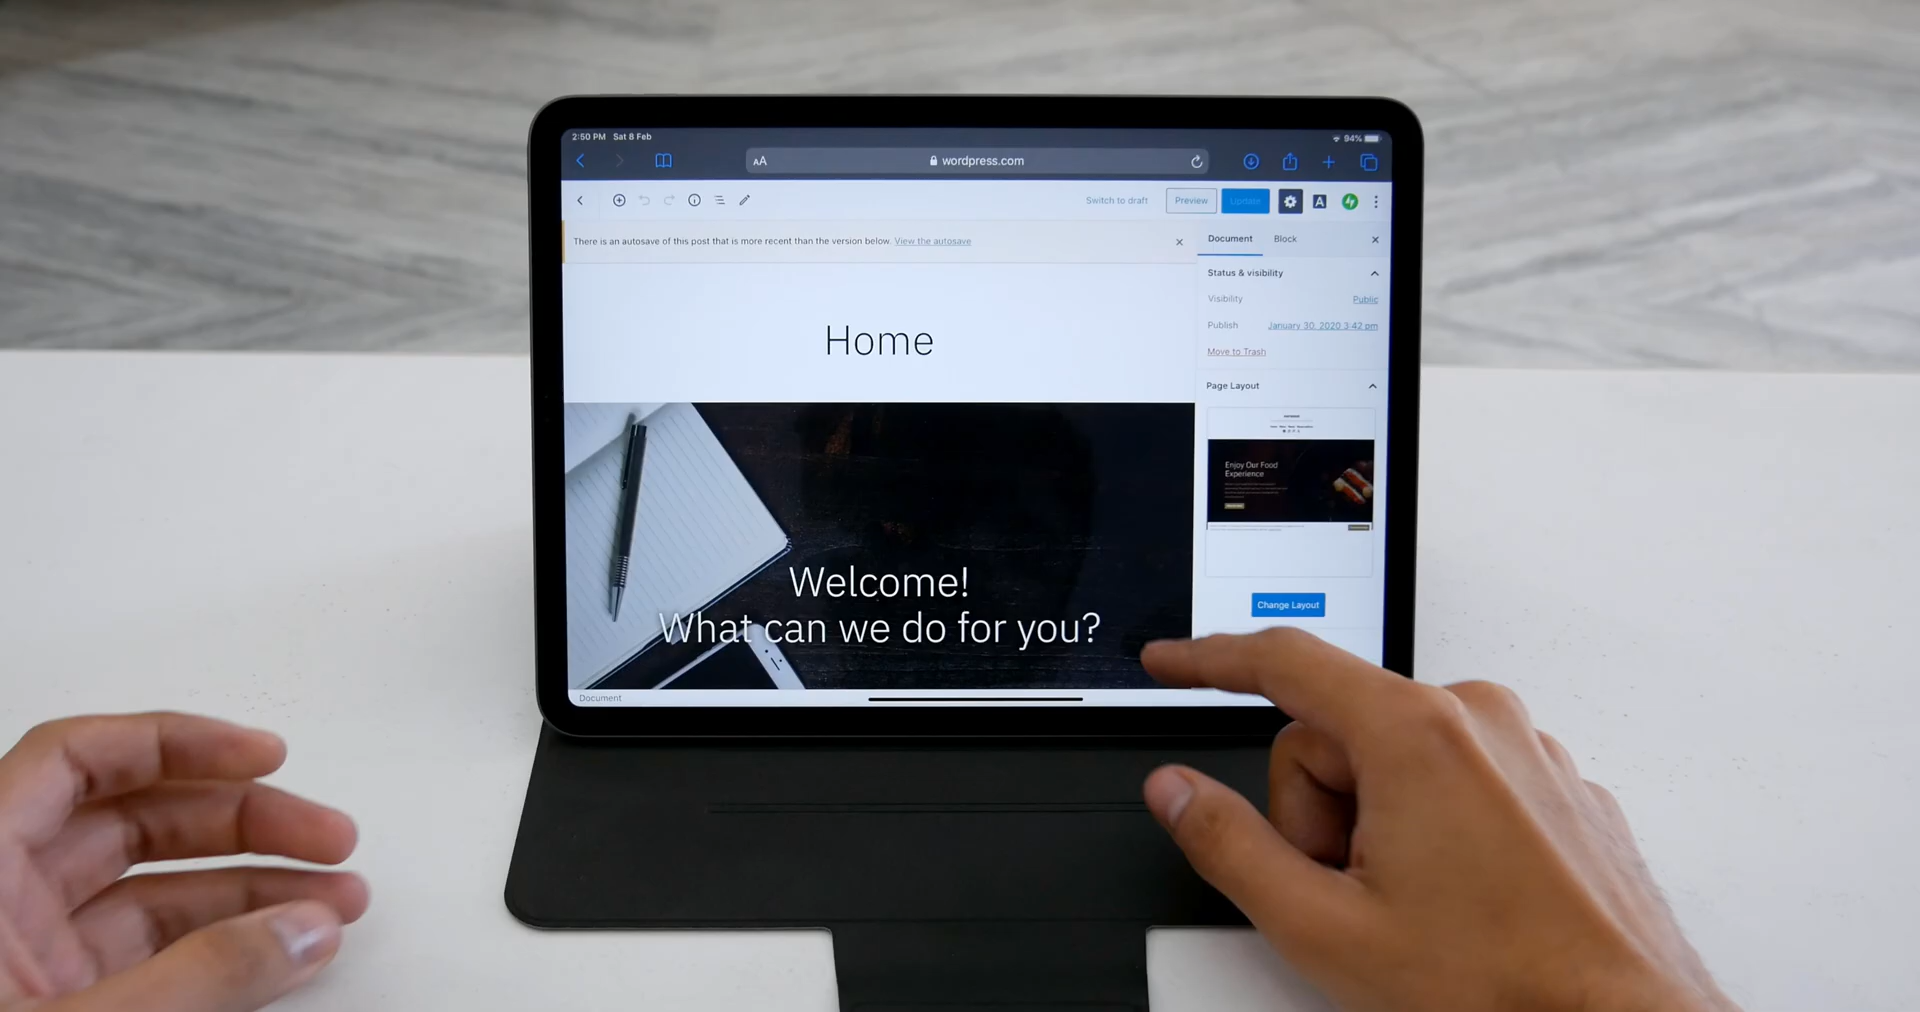 2:50 PM Sat 8 Feb
94%
AA
wordpress.com
Switch to draft
Preview
Update
A
There is an autosave of this post that is more recent than the version below. View the autosave
Document
Block
Status & visibility
Visibility
Public
Publish
January 30, 2020 3:42 pm
Move to Trash
Page Layout
Home
Enjoy Our Food
Experience
Change Layout
Welcome!
What can we do for you?
Document